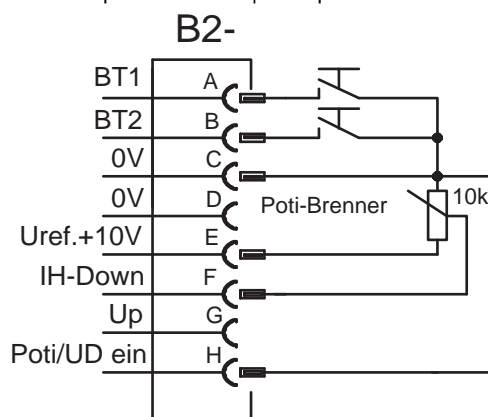 B2-
BT1 A
BT2 B
0V C
0V D Poti-Brenner 10k
Uref.+10V E
IH-Down F
Up G
Poti/UD ein H